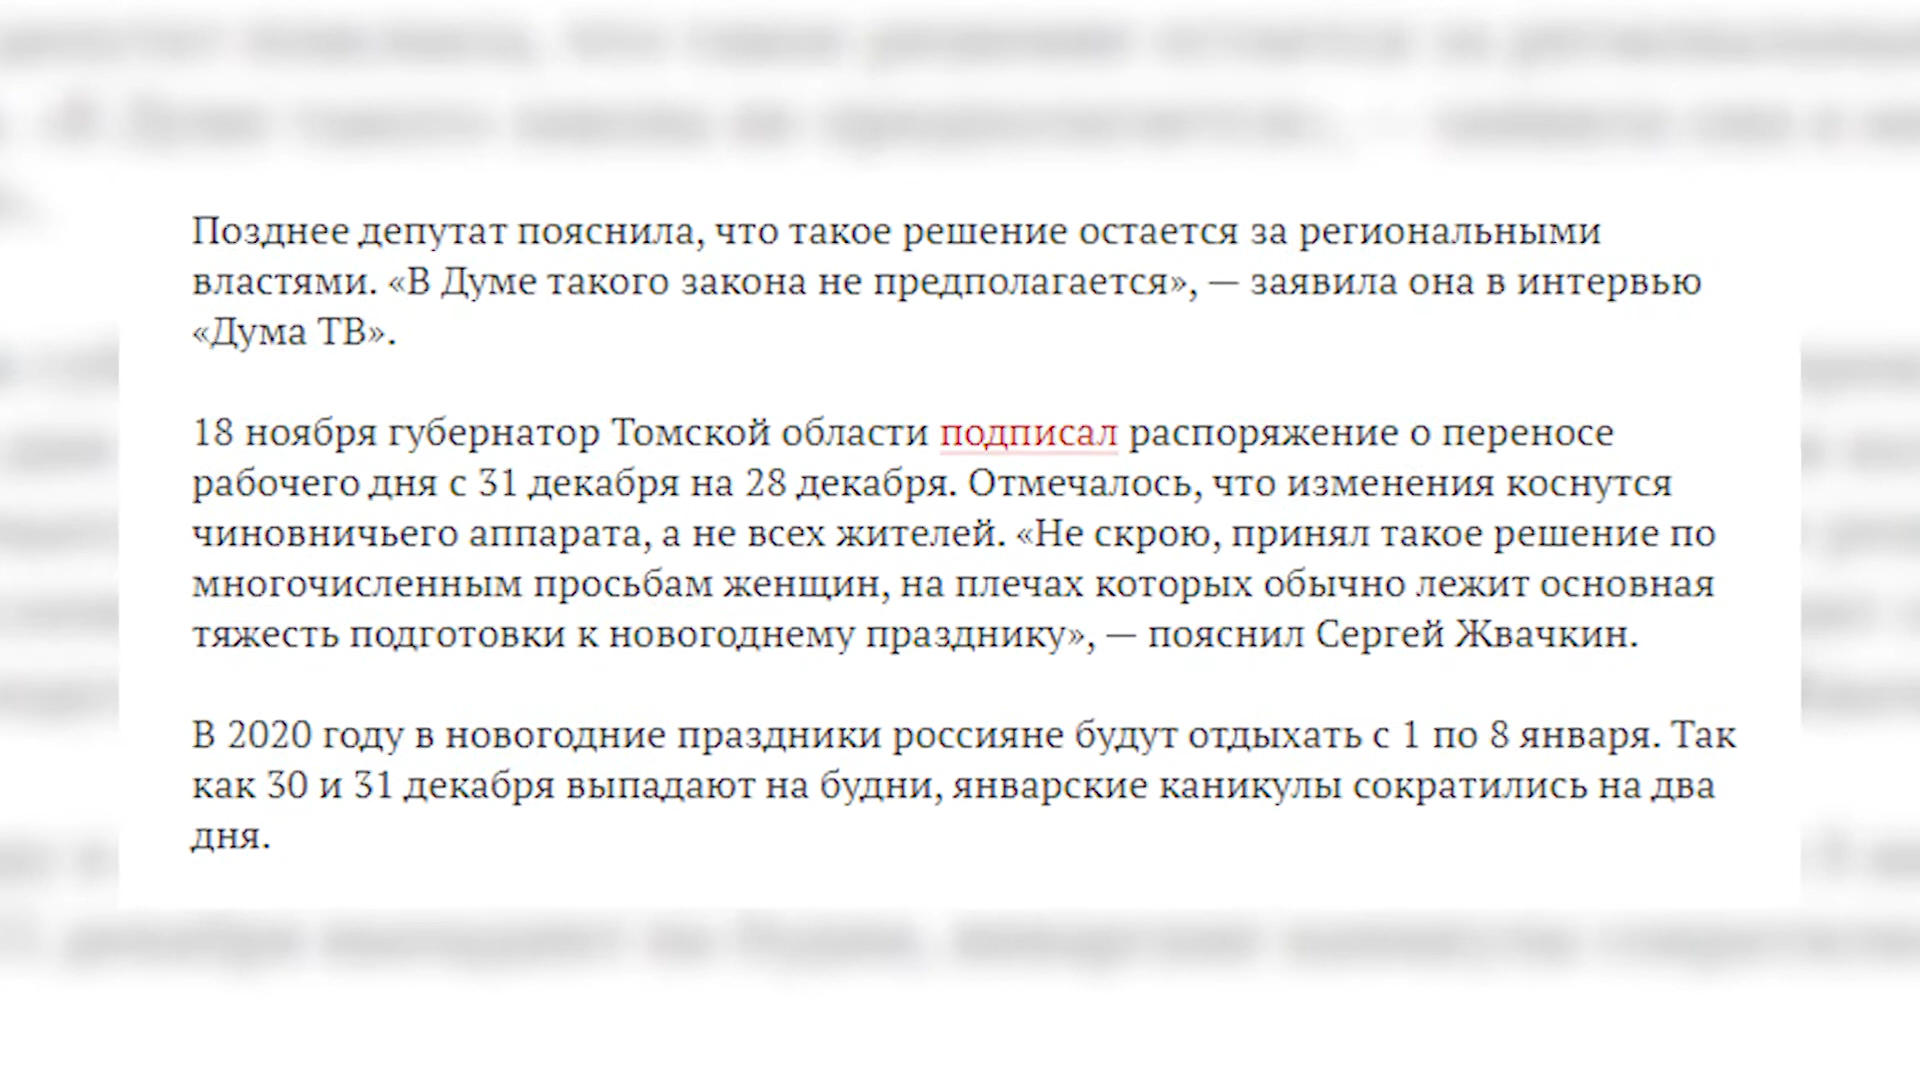 Позднее депутат пояснила, что такое решение остается за региональными
властями. «В Думе такого закона не предполагается», — заявила она в интервью
«Дума ТВ».
18 ноября губернатор Томской области подписал распоряжение о переносе
рабочего дня с 31 декабря на 28 декабря. Отмечалось, что изменения коснутся
чиновничьего аппарата, а не всех жителей. «Не скрою, принял такое решение по
многочисленным просьбам женщин, на плечах которых обычно лежит основная
тяжесть подготовки к новогоднему празднику», — пояснил Сергей Жвачкин.
В 2020 году в новогодние праздники россияне будут отдыхать с 1 по 8 января. Так
как 30 и 31 декабря выпадают на будни, январские каникулы сократились на два
дня.